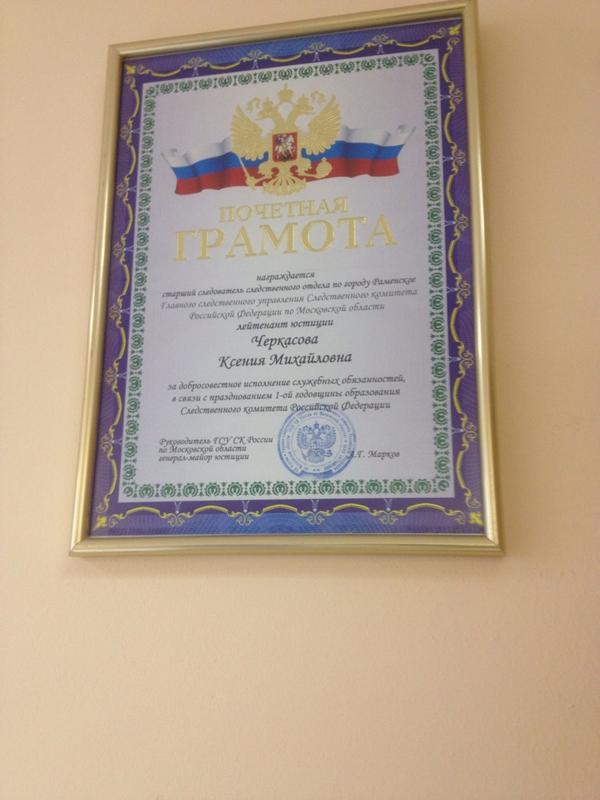 ПОЧЕТНАЯ
ГРАМОТА
награждается
старший следователь следственного отдела по городу Раменское
Главного следственного управления Следственного комитета
Российской Федерации по Московской области
лейтенант юстиции
Черкасова
Ксения Михайловна
за добросовестное исполнение служебных обязанностей,
в связи с празднованием 1-ой годовщины образования
Следственного комитета Российской Федерации
Руководитель ГСУ СК России
по Московской области
генерал-майор юстиции
А.Г. Марков